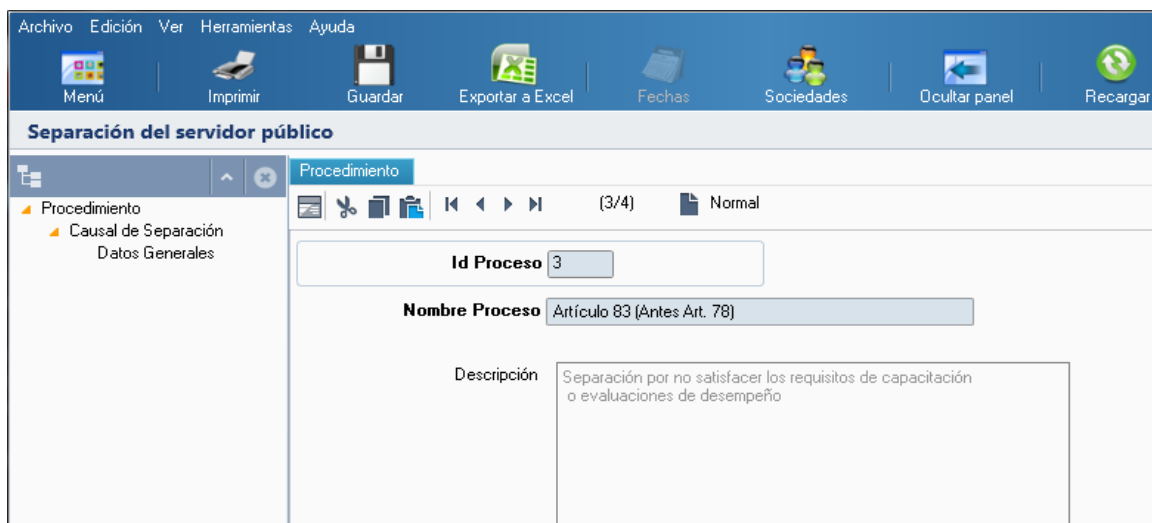 Archivo Edición Ver Herramientas Ayuda
Menú Imprimir Guardar Exportar a Excel Fechas Sociedades Ocultar panel Recargar
Separación del servidor público
Procedimiento
Causal de Separación
Datos Generales
Procedimiento
(3/4) Normal
Id Proceso 3
Nombre Proceso Artículo 83 (Antes Art. 78)
Descripción Separación por no satisfacer los requisitos de capacitación
o evaluaciones de desempeño